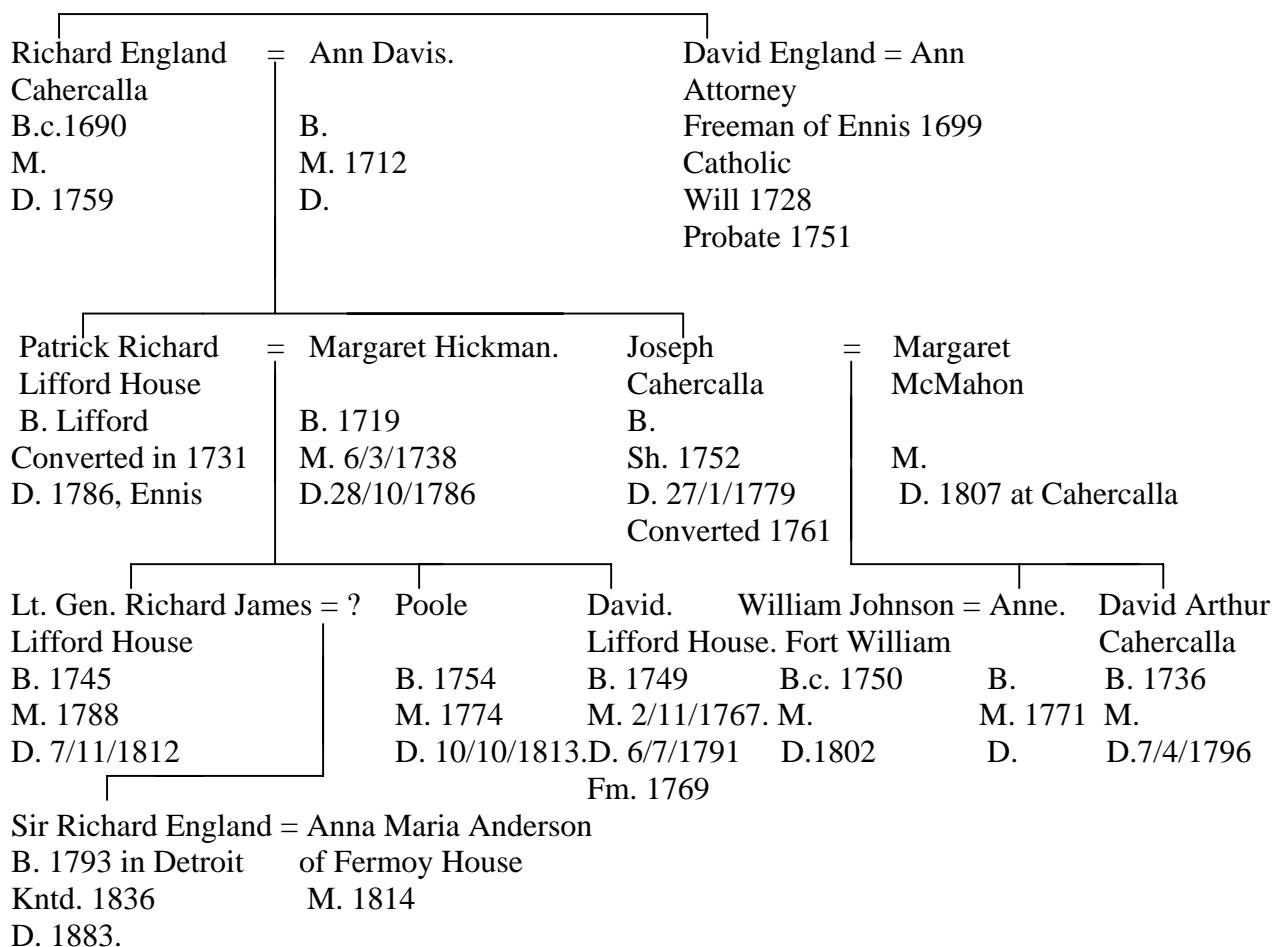 Richard England = Ann Davis. David England = Ann
Cahercalla Attorney
B.c.1690 B. Freeman of Ennis 1699
M. M. 1712 Catholic
D. 1759 D. Will 1728
Probate 1751
Patrick Richard = Margaret Hickman. Joseph = Margaret
Lifford House Cahercalla McMahon
B. Lifford B. 1719 B.
Converted in 1731 M. 6/3/1738 Sh. 1752 M.
D. 1786, Ennis D.28/10/1786 D. 27/1/1779 D. 1807 at Cahercalla
Converted 1761
Lt. Gen. Richard James = ? Poole David. William Johnson = Anne. David Arthur
Lifford House Lifford House. Fort William Cahercalla
B. 1745 B. 1754 B. 1749 B.c. 1750 B. B. 1736
M. 1788 M. 1774 M. 2/11/1767. M. M. 1771 M.
D. 7/11/1812 D. 10/10/1813. D. 6/7/1791 D.1802 D. D.7/4/1796
Fm. 1769
Sir Richard England = Anna Maria Anderson
B. 1793 in Detroit of Fermoy House
Kntd. 1836 M. 1814
D. 1883.